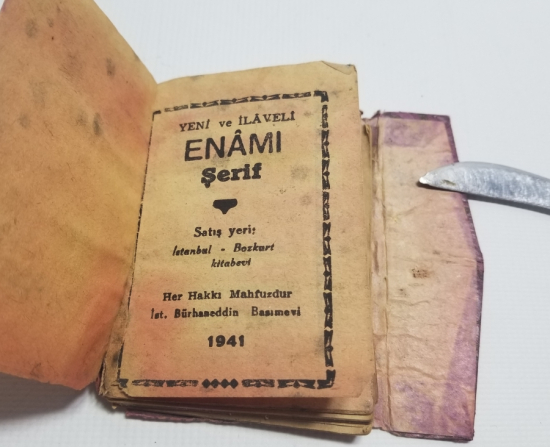 YENİ ve İLÂVELİ
ENÂMI
Şerif
Satış yeri:
İstanbul - Bozkurt
kitabevi
Her Hakkı Mahfuzdur
İst. Bürhaneddin Basımevi
1941